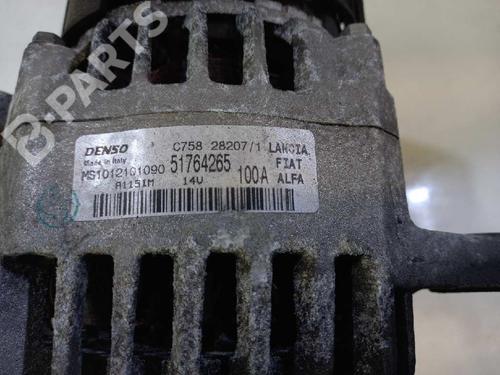 B-PARTS
DENSO C758 28207/1 LANCIA
Made in Italy 51764265 FIAT
MS1012101090 100A ALFA
A115IM 14V